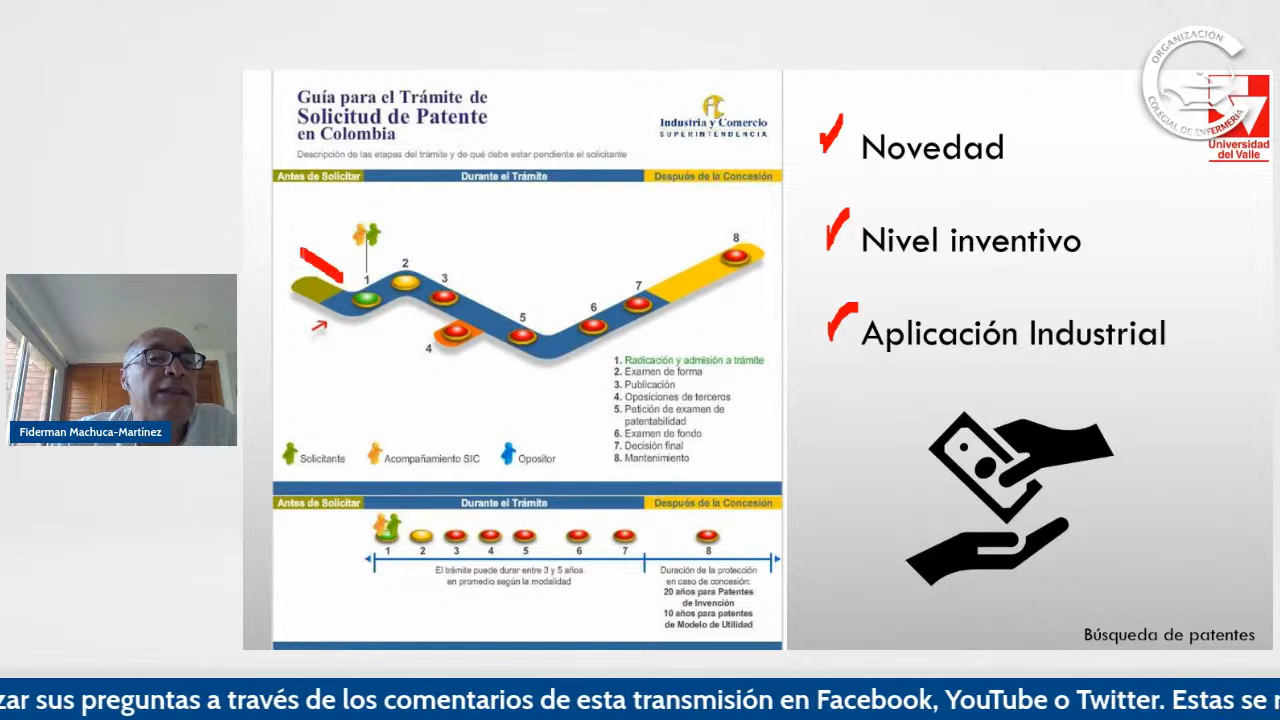 ORGANIZACIÓN
COLEGIAL DE ENFERMERÍA
Universidad
del Valle
Guía para el Trámite de
Solicitud de Patente
en Colombia
Industria y Comercio
SUPERINTENDENCIA
Descripción de las etapas del trámite y de qué debe estar pendiente el solicitante
Antes de Solicitar
Durante el Trámite
Después de la Concesión
1
2
3
4
5
6
7
8
1. Radicación y admisión a trámite
2. Examen de forma
3. Publicación
4. Oposiciones de terceros
5. Petición de examen de
patentabilidad
6. Examen de fondo
7. Decisión final
8. Mantenimiento
Solicitante
Acompañamiento SIC
Opositor
Antes de Solicitar
Durante el Trámite
Después de la Concesión
1 2 3 4 5 6 7 8
El trámite puede durar entre 3 y 5 años
en promedio según la modalidad
Duración de la protección
en caso de concesión:
20 años para Patentes
de Invención
10 años para patentes
de Modelo de Utilidad
Novedad
Nivel inventivo
Aplicación Industrial
Búsqueda de patentes
Fiderman Machuca-Martínez
zar sus preguntas a través de los comentarios de esta transmisión en Facebook, YouTube o Twitter. Estas se r